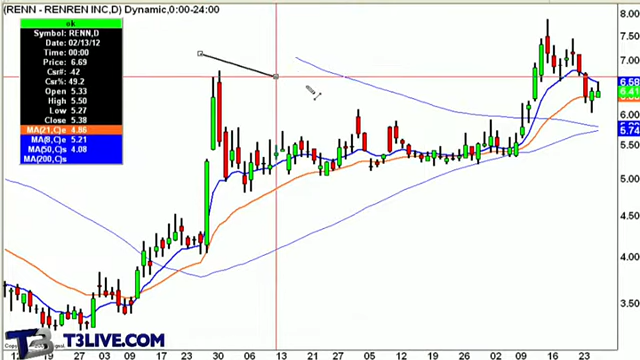 (RENN - RENREN INC,D) Dynamic,0:00-24:00
ok
Symbol: RENN,D
Date: 02/13/12
Time: 00:00
Price: 6.69
Csr#: 42
Csr%: 49.2
Open 5.33
High 5.50
Low 5.27
Close 5.38
MA(21,C)e 4.86
MA(8,C)e 5.21
MA(50,C)s 4.08
MA(200,C)s
8.00
7.50
7.00
6.58
6.41
6.00
5.74
5.00
4.50
4.00
3.50
T3 T3LIVE.COM
12 19 27 03 09 17 23 30 06 13 21 27 05 12 19 26 02 09 16 23